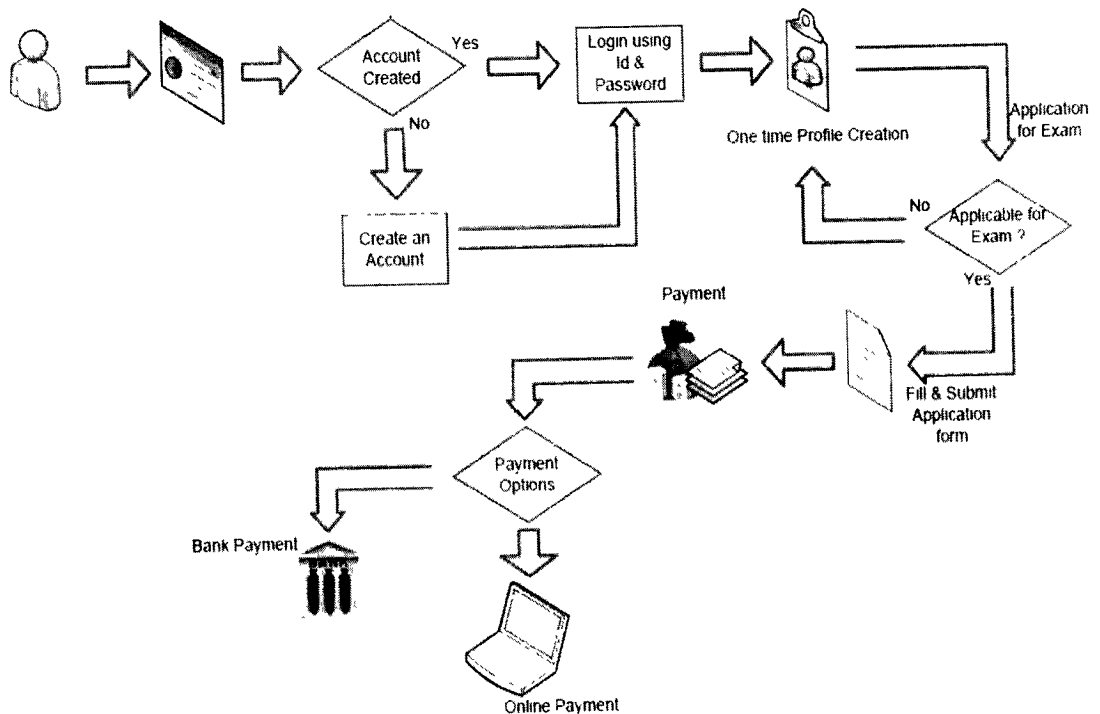 Account
Created
Yes
No
Login using
Id &
Password
One time Profile Creation
Application
for Exam
Create an
Account
No
Applicable for
Exam ?
Yes
Payment
Fill & Submit
Application
form
Payment
Options
Bank Payment
Online Payment